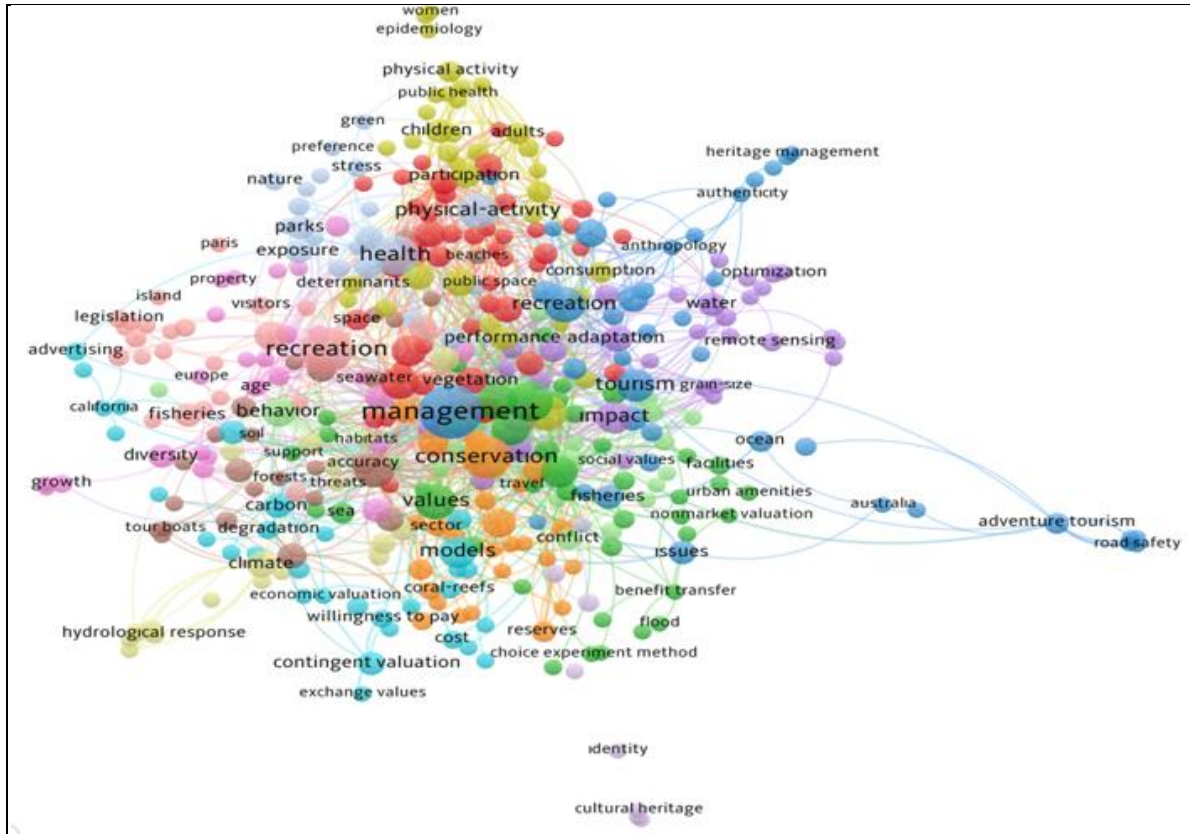 women
epidemiology
physical activity
public health
green
children
adults
preference
heritage management
stress
participation
nature
authenticity
physical-activity
parks
paris
exposure
health
beaches
anthropology
consumption
optimization
property
determinants
public space
island
visitors
recreation
water
legislation
space
performance
adaptation
remote sensing
advertising
recreation
europe
age
seawater
vegetation
tourism
grain-size
california
fisheries
behavior
management
impact
soil
habitats
ocean
diversity
support
accuracy
conservation
social values
facilities
growth
forests
threats
travel
fisheries
urban amenities
carbon
sea
values
nonmarket valuation
australia
tour boats
degradation
sector
conflict
adventure tourism
road safety
climate
models
issues
economic valuation
coral-reefs
benefit transfer
willingness to pay
hydrological response
cost
reserves
flood
contingent valuation
choice experiment method
exchange values
identity
cultural heritage